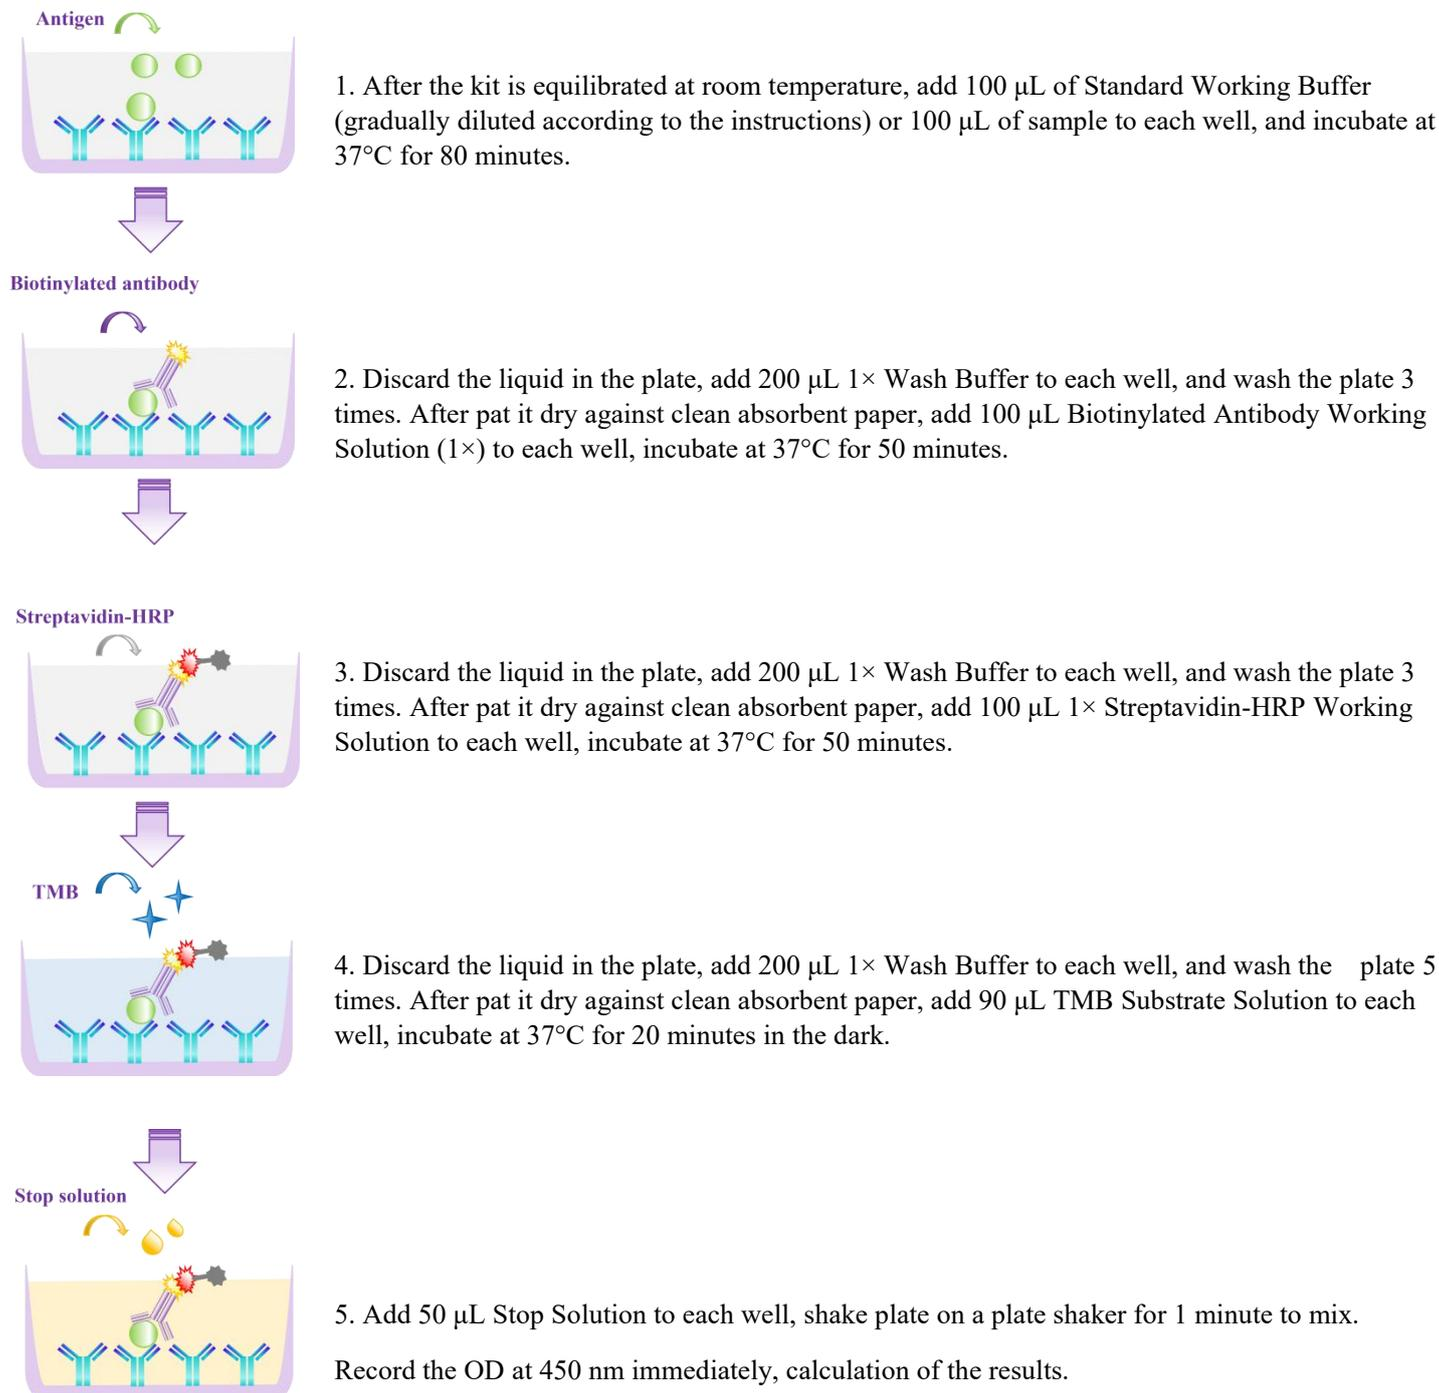 Antigen
1. After the kit is equilibrated at room temperature, add 100 μL of Standard Working Buffer
(gradually diluted according to the instructions) or 100 μL of sample to each well, and incubate at
37°C for 80 minutes.
Biotinylated antibody
2. Discard the liquid in the plate, add 200 μL 1× Wash Buffer to each well, and wash the plate 3
times. After pat it dry against clean absorbent paper, add 100 μL Biotinylated Antibody Working
Solution (1×) to each well, incubate at 37°C for 50 minutes.
Streptavidin-HRP
3. Discard the liquid in the plate, add 200 μL 1× Wash Buffer to each well, and wash the plate 3
times. After pat it dry against clean absorbent paper, add 100 μL 1× Streptavidin-HRP Working
Solution to each well, incubate at 37°C for 50 minutes.
TMB
4. Discard the liquid in the plate, add 200 μL 1× Wash Buffer to each well, and wash the plate 5
times. After pat it dry against clean absorbent paper, add 90 μL TMB Substrate Solution to each
well, incubate at 37°C for 20 minutes in the dark.
Stop solution
5. Add 50 μL Stop Solution to each well, shake plate on a plate shaker for 1 minute to mix.
Record the OD at 450 nm immediately, calculation of the results.